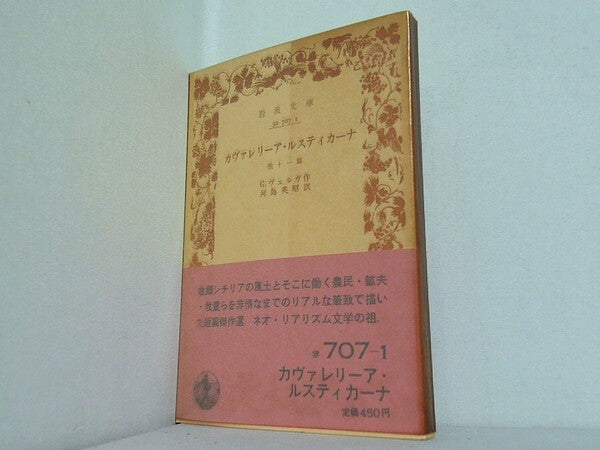 岩波文庫
赤 707-1
カヴァレリーア・ルスティカーナ
他十一篇
G.ヴェルガ作
河島英昭訳
故郷シチリアの風土とそこに働く農民・鉱夫
・牧童らを非情なまでのリアルな筆致で描い
た短篇傑作選. ネオ・リアリズム文学の祖.
赤 707-1
カヴァレリーア・
ルスティカーナ
定価450円